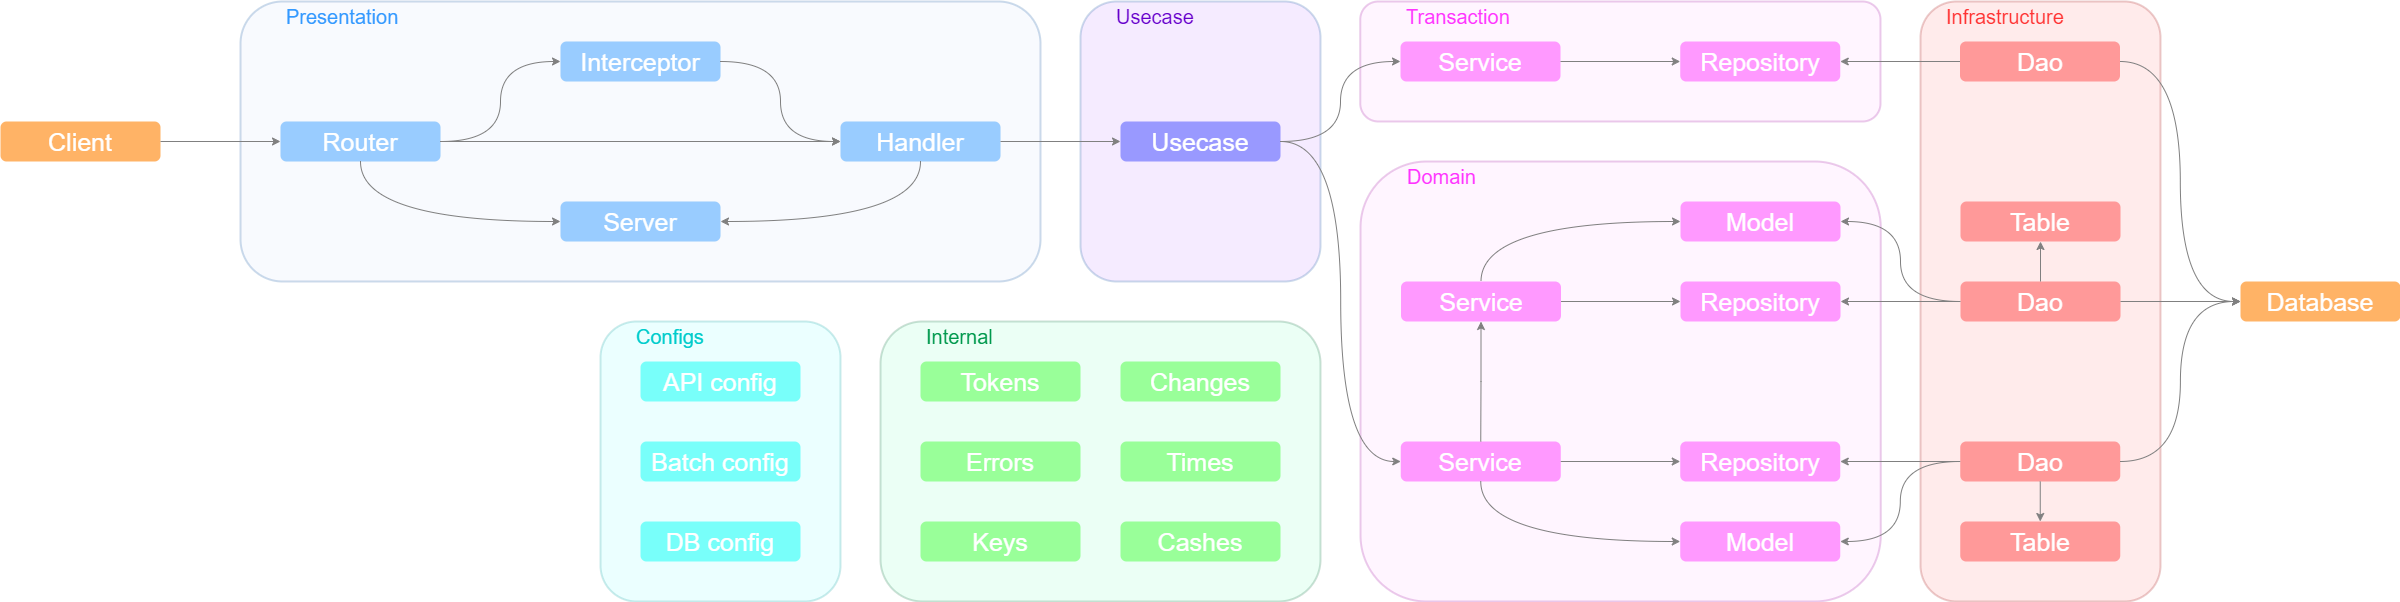 Presentation
Interceptor
Client
Router
Handler
Server
Usecase
Usecase
Transaction
Service
Repository
Domain
Model
Service
Repository
Service
Repository
Model
Infrastructure
Dao
Table
Dao
Dao
Table
Database
Configs
API config
Batch config
DB config
Internal
Tokens
Changes
Errors
Times
Keys
Cashes